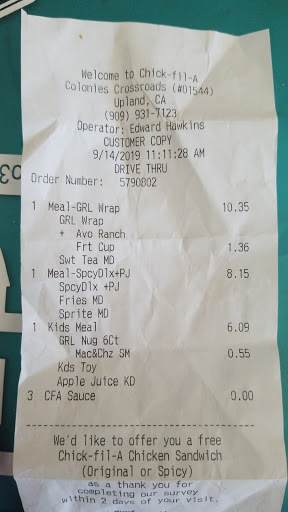 Welcome to Chick-fil-A
Colonies Crossroads (#01544)
Upland, CA
(909) 931-7123
Operator: Edward Hawkins
CUSTOMER COPY
9/14/2019 11:11:28 AM
DRIVE THRU
Order Number: 5790802
1 Meal-GRL Wrap 10.35
GRL Wrap
+ Avo Ranch
Frt Cup 1.36
Swt Tea MD
1 Meal-SpcyDlx+PJ 8.15
SpcyDlx +PJ
Fries MD
Sprite MD
1 Kids Meal 6.09
GRL Nug 6Ct
Mac&Chz SM 0.55
Kds Toy
Apple Juice KD
3 CFA Sauce 0.00
We'd like to offer you a free
Chick-fil-A Chicken Sandwich
(Original or Spicy)
as a thank you for
completing our survey
within 2 days of your visit.